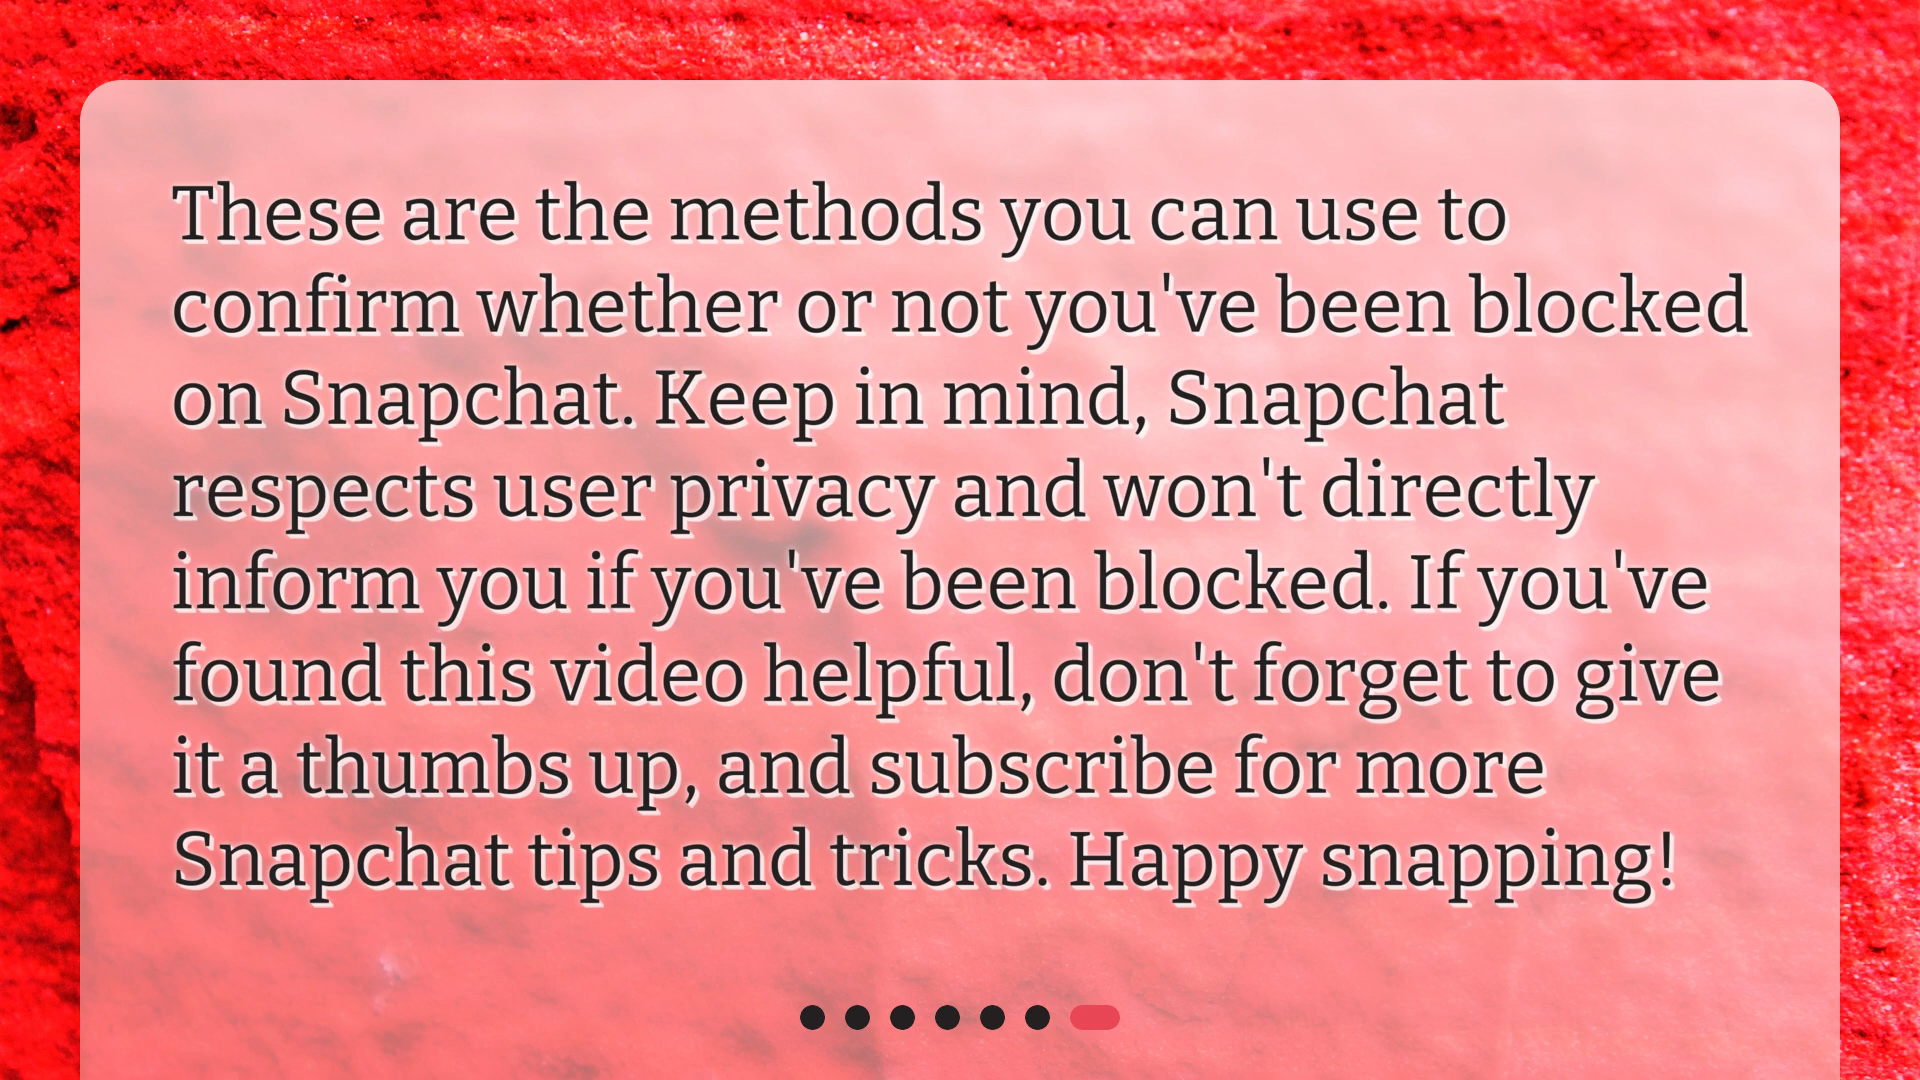 These are the methods you can use to
confirm whether or not you've been blocked
on Snapchat. Keep in mind, Snapchat
respects user privacy and won't directly
inform you if you've been blocked. If you've
found this video helpful, don't forget to give
it a thumbs up, and subscribe for more
Snapchat tips and tricks. Happy snapping!